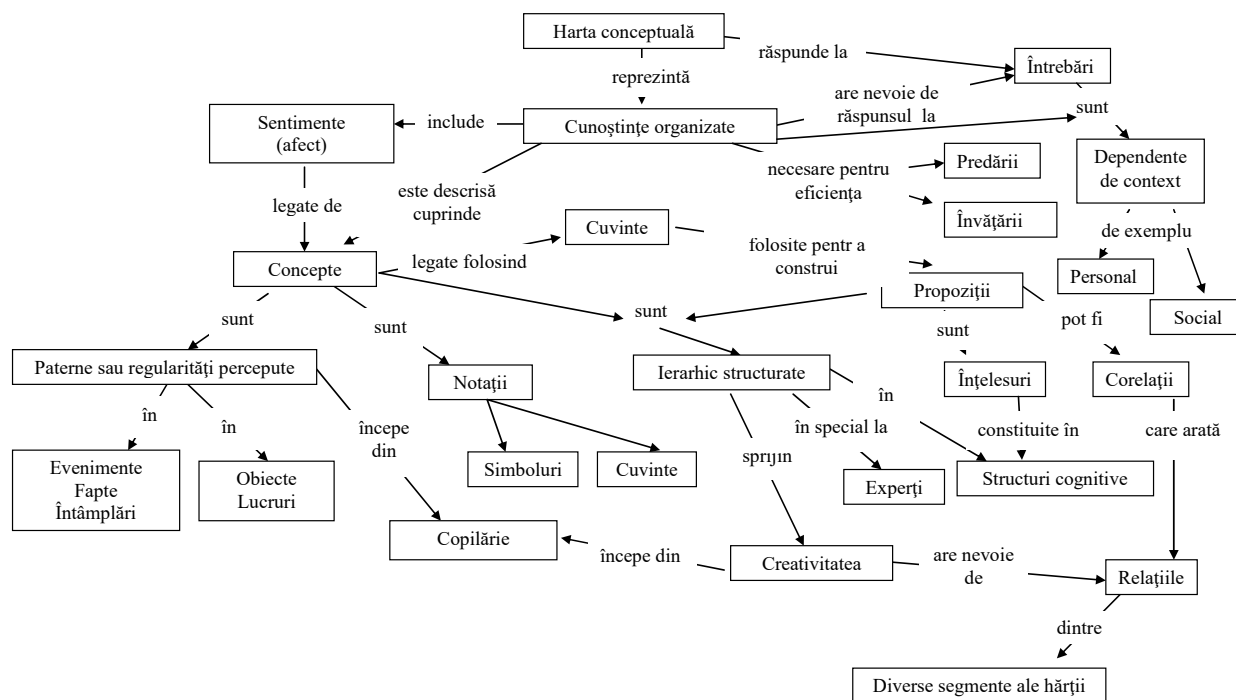 Harta conceptuală
răspunde la
Întrebări
reprezintă
are nevoie de
răspunsul la
sunt
Sentimente
(afect)
include
Cunoştinţe organizate
Dependente
de context
necesare pentru
eficienţa
Predării
Învăţării
este descrisă
cuprinde
legate de
Cuvinte
de exemplu
folosite pentr a
construi
legate folosind
Concepte
Personal
Propoziţii
Social
sunt
sunt
sunt
sunt
pot fi
Paterne sau regularităţi percepute
Notaţii
Ierarhic structurate
Înţelesuri
Corelaţii
în
în
în
începe
din
în special la
constituite în
care arată
Evenimente
Fapte
Întâmplări
Obiecte
Lucruri
Simboluri
Cuvinte
sprijin
Experţi
Structuri cognitive
Copilărie
începe din
Creativitatea
are nevoie
de
Relaţiile
dintre
Diverse segmente ale hărţii